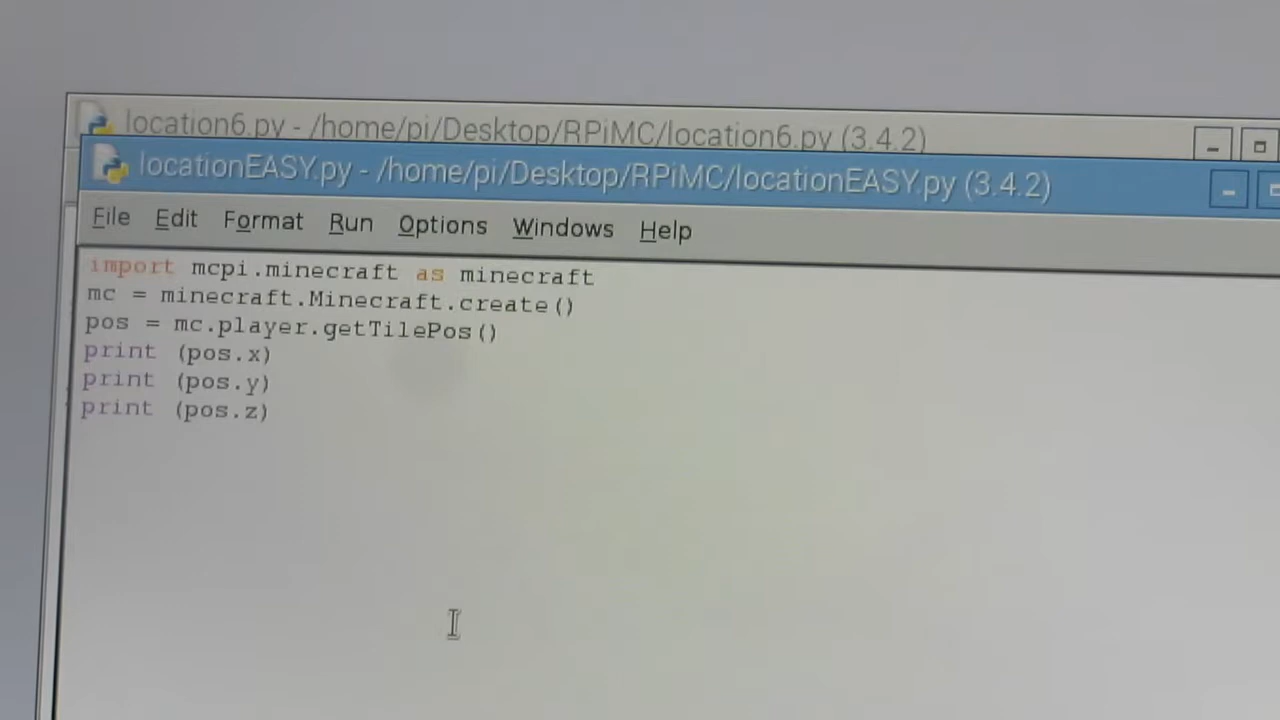 location6.py - /home/pi/Desktop/RPiMC/location6.py (3.4.2)
locationEASY.py - /home/pi/Desktop/RPiMC/locationEASY.py (3.4.2)
File Edit Format Run Options Windows Help
import mcpi.minecraft as minecraft
mc = minecraft.Minecraft.create()
pos = mc.player.getTilePos()
print (pos.x)
print (pos.y)
print (pos.z)